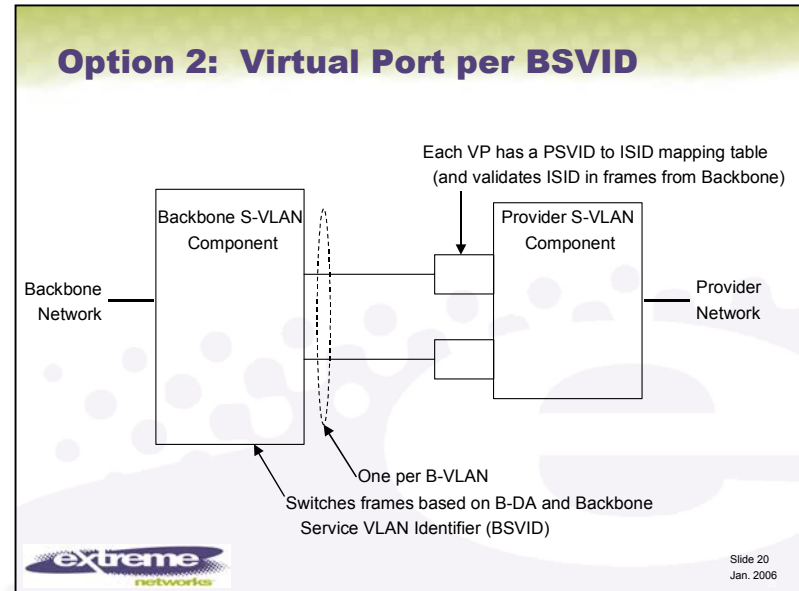 Option 2: Virtual Port per BSVID
Each VP has a PSVID to ISID mapping table
(and validates ISID in frames from Backbone)
Backbone S-VLAN
Component
Provider S-VLAN
Component
Backbone
Network
Provider
Network
One per B-VLAN
Switches frames based on B-DA and Backbone
Service VLAN Identifier (BSVID)
extreme
networks
Slide 20
Jan. 2006